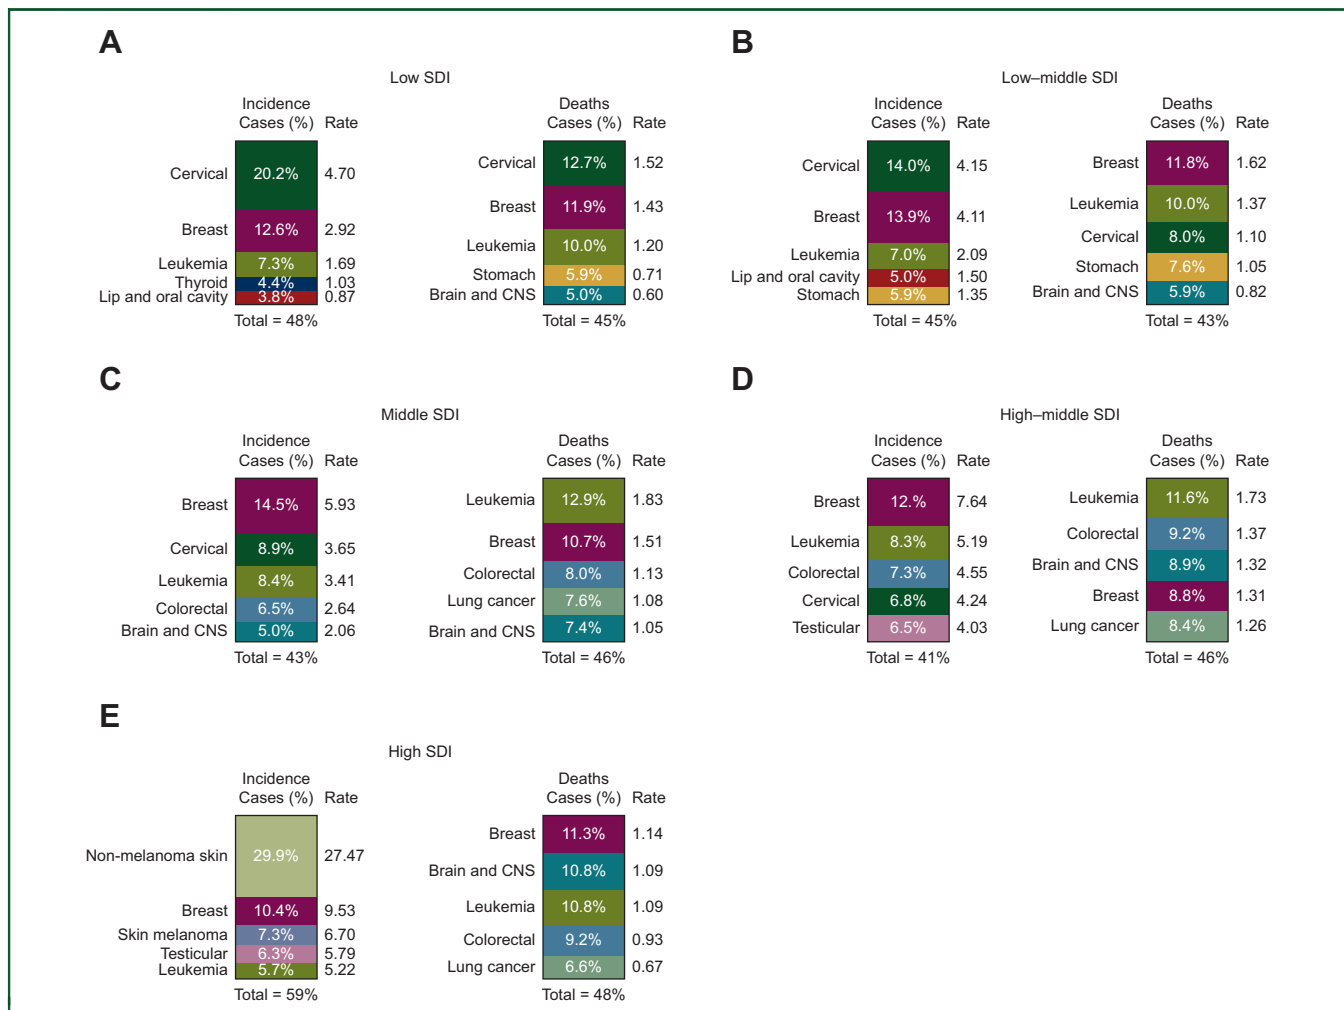 A
Low SDI
Incidence
Cases (%) Rate
Cervical 20.2% 4.70
Breast 12.6% 2.92
Leukemia 7.3% 1.69
Thyroid 4.4% 1.03
Lip and oral cavity 3.8% 0.87
Total = 48%
Deaths
Cases (%) Rate
Cervical 12.7% 1.52
Breast 11.9% 1.43
Leukemia 10.0% 1.20
Stomach 5.9% 0.71
Brain and CNS 5.0% 0.60
Total = 45%
B
Low–middle SDI
Incidence
Cases (%) Rate
Cervical 14.0% 4.15
Breast 13.9% 4.11
Leukemia 7.0% 2.09
Lip and oral cavity 5.0% 1.50
Stomach 5.9% 1.35
Total = 45%
Deaths
Cases (%) Rate
Breast 11.8% 1.62
Leukemia 10.0% 1.37
Cervical 8.0% 1.10
Stomach 7.6% 1.05
Brain and CNS 5.9% 0.82
Total = 43%
C
Middle SDI
Incidence
Cases (%) Rate
Breast 14.5% 5.93
Cervical 8.9% 3.65
Leukemia 8.4% 3.41
Colorectal 6.5% 2.64
Brain and CNS 5.0% 2.06
Total = 43%
Deaths
Cases (%) Rate
Leukemia 12.9% 1.83
Breast 10.7% 1.51
Colorectal 8.0% 1.13
Lung cancer 7.6% 1.08
Brain and CNS 7.4% 1.05
Total = 46%
D
High–middle SDI
Incidence
Cases (%) Rate
Breast 12.% 7.64
Leukemia 8.3% 5.19
Colorectal 7.3% 4.55
Cervical 6.8% 4.24
Testicular 6.5% 4.03
Total = 41%
Deaths
Cases (%) Rate
Leukemia 11.6% 1.73
Colorectal 9.2% 1.37
Brain and CNS 8.9% 1.32
Breast 8.8% 1.31
Lung cancer 8.4% 1.26
Total = 46%
E
High SDI
Incidence
Cases (%) Rate
Non-melanoma skin 29.9% 27.47
Breast 10.4% 9.53
Skin melanoma 7.3% 6.70
Testicular 6.3% 5.79
Leukemia 5.7% 5.22
Total = 59%
Deaths
Cases (%) Rate
Breast 11.3% 1.14
Brain and CNS 10.8% 1.09
Leukemia 10.8% 1.09
Colorectal 9.2% 0.93
Lung cancer 6.6% 0.67
Total = 48%